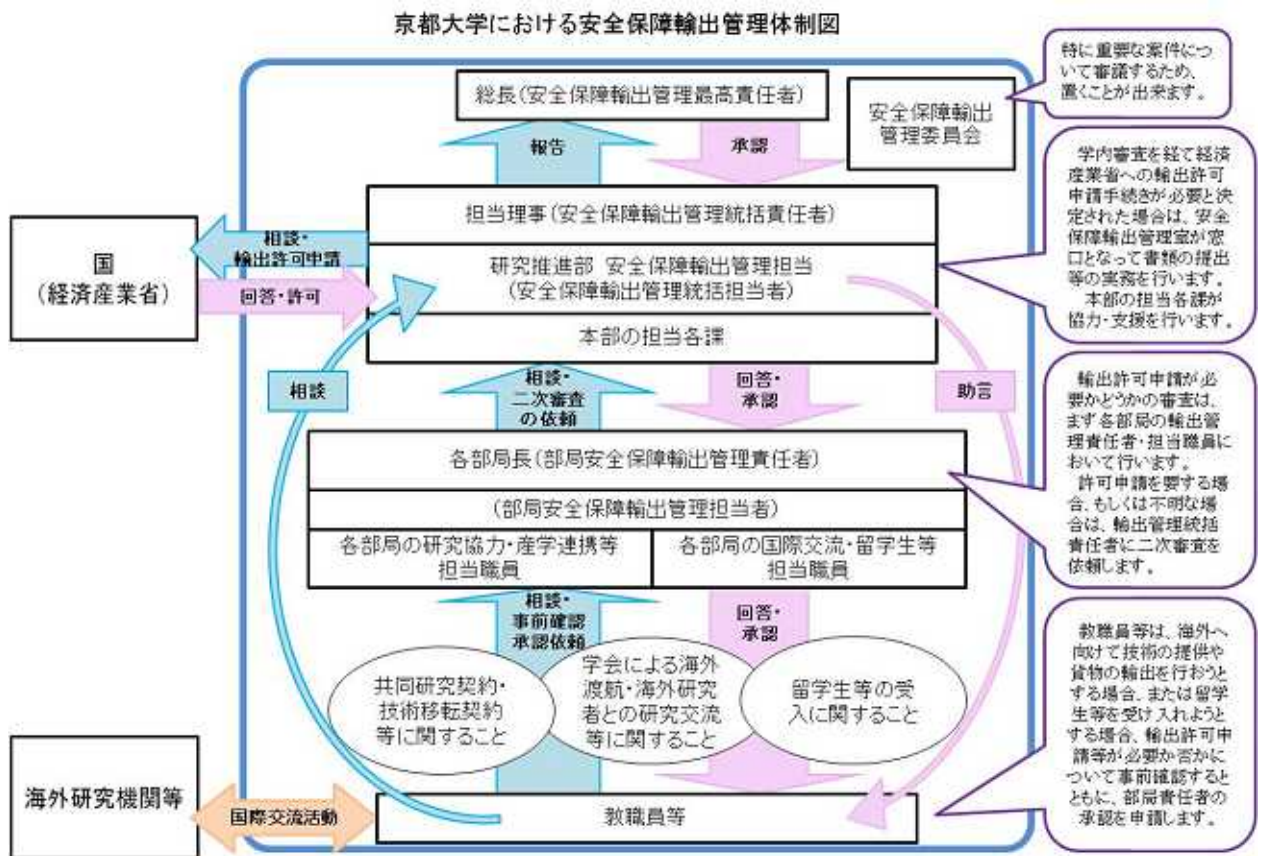 京都大学における安全保障輸出管理体制図
総長(安全保障輸出管理最高責任者)
安全保障輸出
管理委員会
特に重要な案件につ
いて審議するため、
置くことが出来ます。
報告
承認
担当理事(安全保障輸出管理統括責任者)
研究推進部 安全保障輸出管理担当
(安全保障輸出管理統括担当者)
本部の担当各課
学内審査を経て経済
産業省への輸出許可
申請手続きが必要と決
定された場合は、安全
保障輸出管理室が窓
口となって書類の提出
等の実務を行います。
本部の担当各課が
協力・支援を行います。
国
(経済産業省)
相談・
輸出許可申請
回答・許可
相談
相談・
二次審査
の依頼
回答・
承認
助言
各部局長(部局安全保障輸出管理責任者)
(部局安全保障輸出管理担当者)
各部局の研究協力・産学連携等
担当職員
各部局の国際交流・留学生等
担当職員
輸出許可申請が必
要かどうかの審査は、
まず各部局の輸出管
理責任者・担当職員に
おいて行います。
許可申請を要する場
合、もしくは不明な場
合は、輸出管理統括
責任者に二次審査を
依頼します。
相談・
事前確認
承認依頼
回答・
承認
共同研究契約・
技術移転契約
等に関すること
学会による海外
渡航・海外研究
者との研究交流
等に関すること
留学生等の受
入に関すること
教職員等は、海外へ
向けて技術の提供や
貨物の輸出を行おうと
する場合、または留学
生等を受け入れようと
する場合、輸出許可申
請等が必要か否かに
ついて事前確認すると
ともに、部局責任者の
承認を申請します。
海外研究機関等
国際交流活動
教職員等